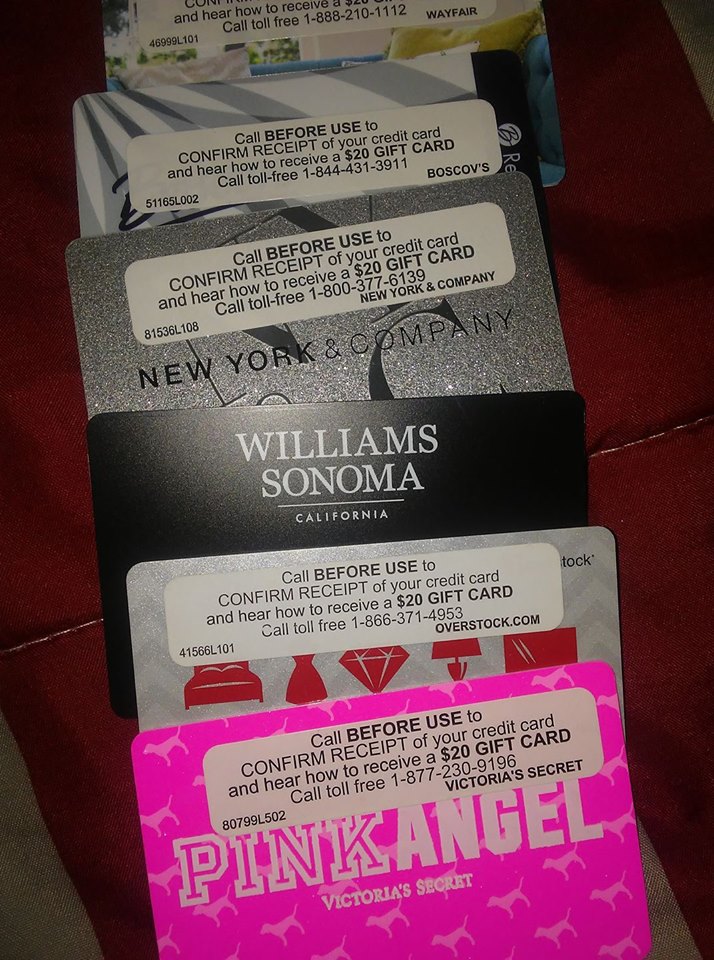 CONFIRM RECEIPT of your credit card
and hear how to receive a $20 GIFT
Call toll free 1-888-210-1112
WAYFAIR
46999L101
Call BEFORE USE to
CONFIRM RECEIPT of your credit card
and hear how to receive a $20 GIFT CARD
Call toll-free 1-844-431-3911
BOSCOV'S
51165L002
Re
Call BEFORE USE to
CONFIRM RECEIPT of your credit card
and hear how to receive a $20 GIFT CARD
Call toll-free 1-800-377-6139
NEW YORK & COMPANY
81536L108
NEW YORK & COMPANY
WILLIAMS
SONOMA
CALIFORNIA
tock
Call BEFORE USE to
CONFIRM RECEIPT of your credit card
and hear how to receive a $20 GIFT CARD
Call toll free 1-866-371-4953
OVERSTOCK.COM
41566L101
Call BEFORE USE to
CONFIRM RECEIPT of your credit card
and hear how to receive a $20 GIFT CARD
Call toll free 1-877-230-9196
VICTORIA'S SECRET
80799L502
PINK ANGEL
VICTORIA'S SECRET